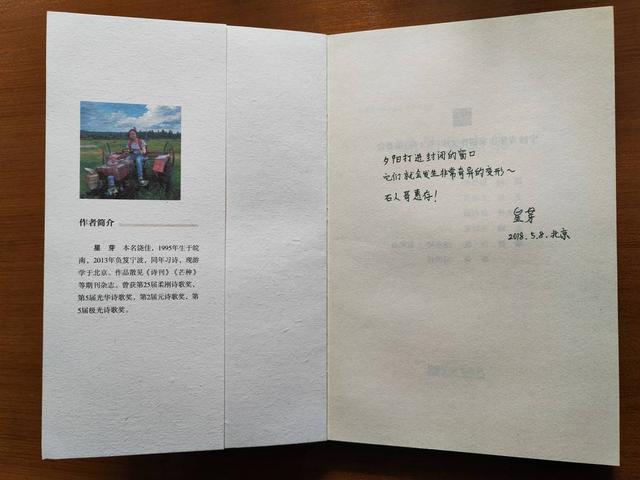 作者简介
星 芽 本名饶佳，1995年生于皖
南，2013年负笈宁波，同年习诗，现游
学于北京。作品散见《诗刊》《芒种》
等期刊杂志。曾获第25届柔刚诗歌奖，
第5届光华诗歌奖，第2届元诗歌奖，第
5届极光诗歌奖。
夕阳打进封闭的窗口
它们就会发生非常奇异的变形～
石人哥惠存！
星芽
2018.5.8.北京